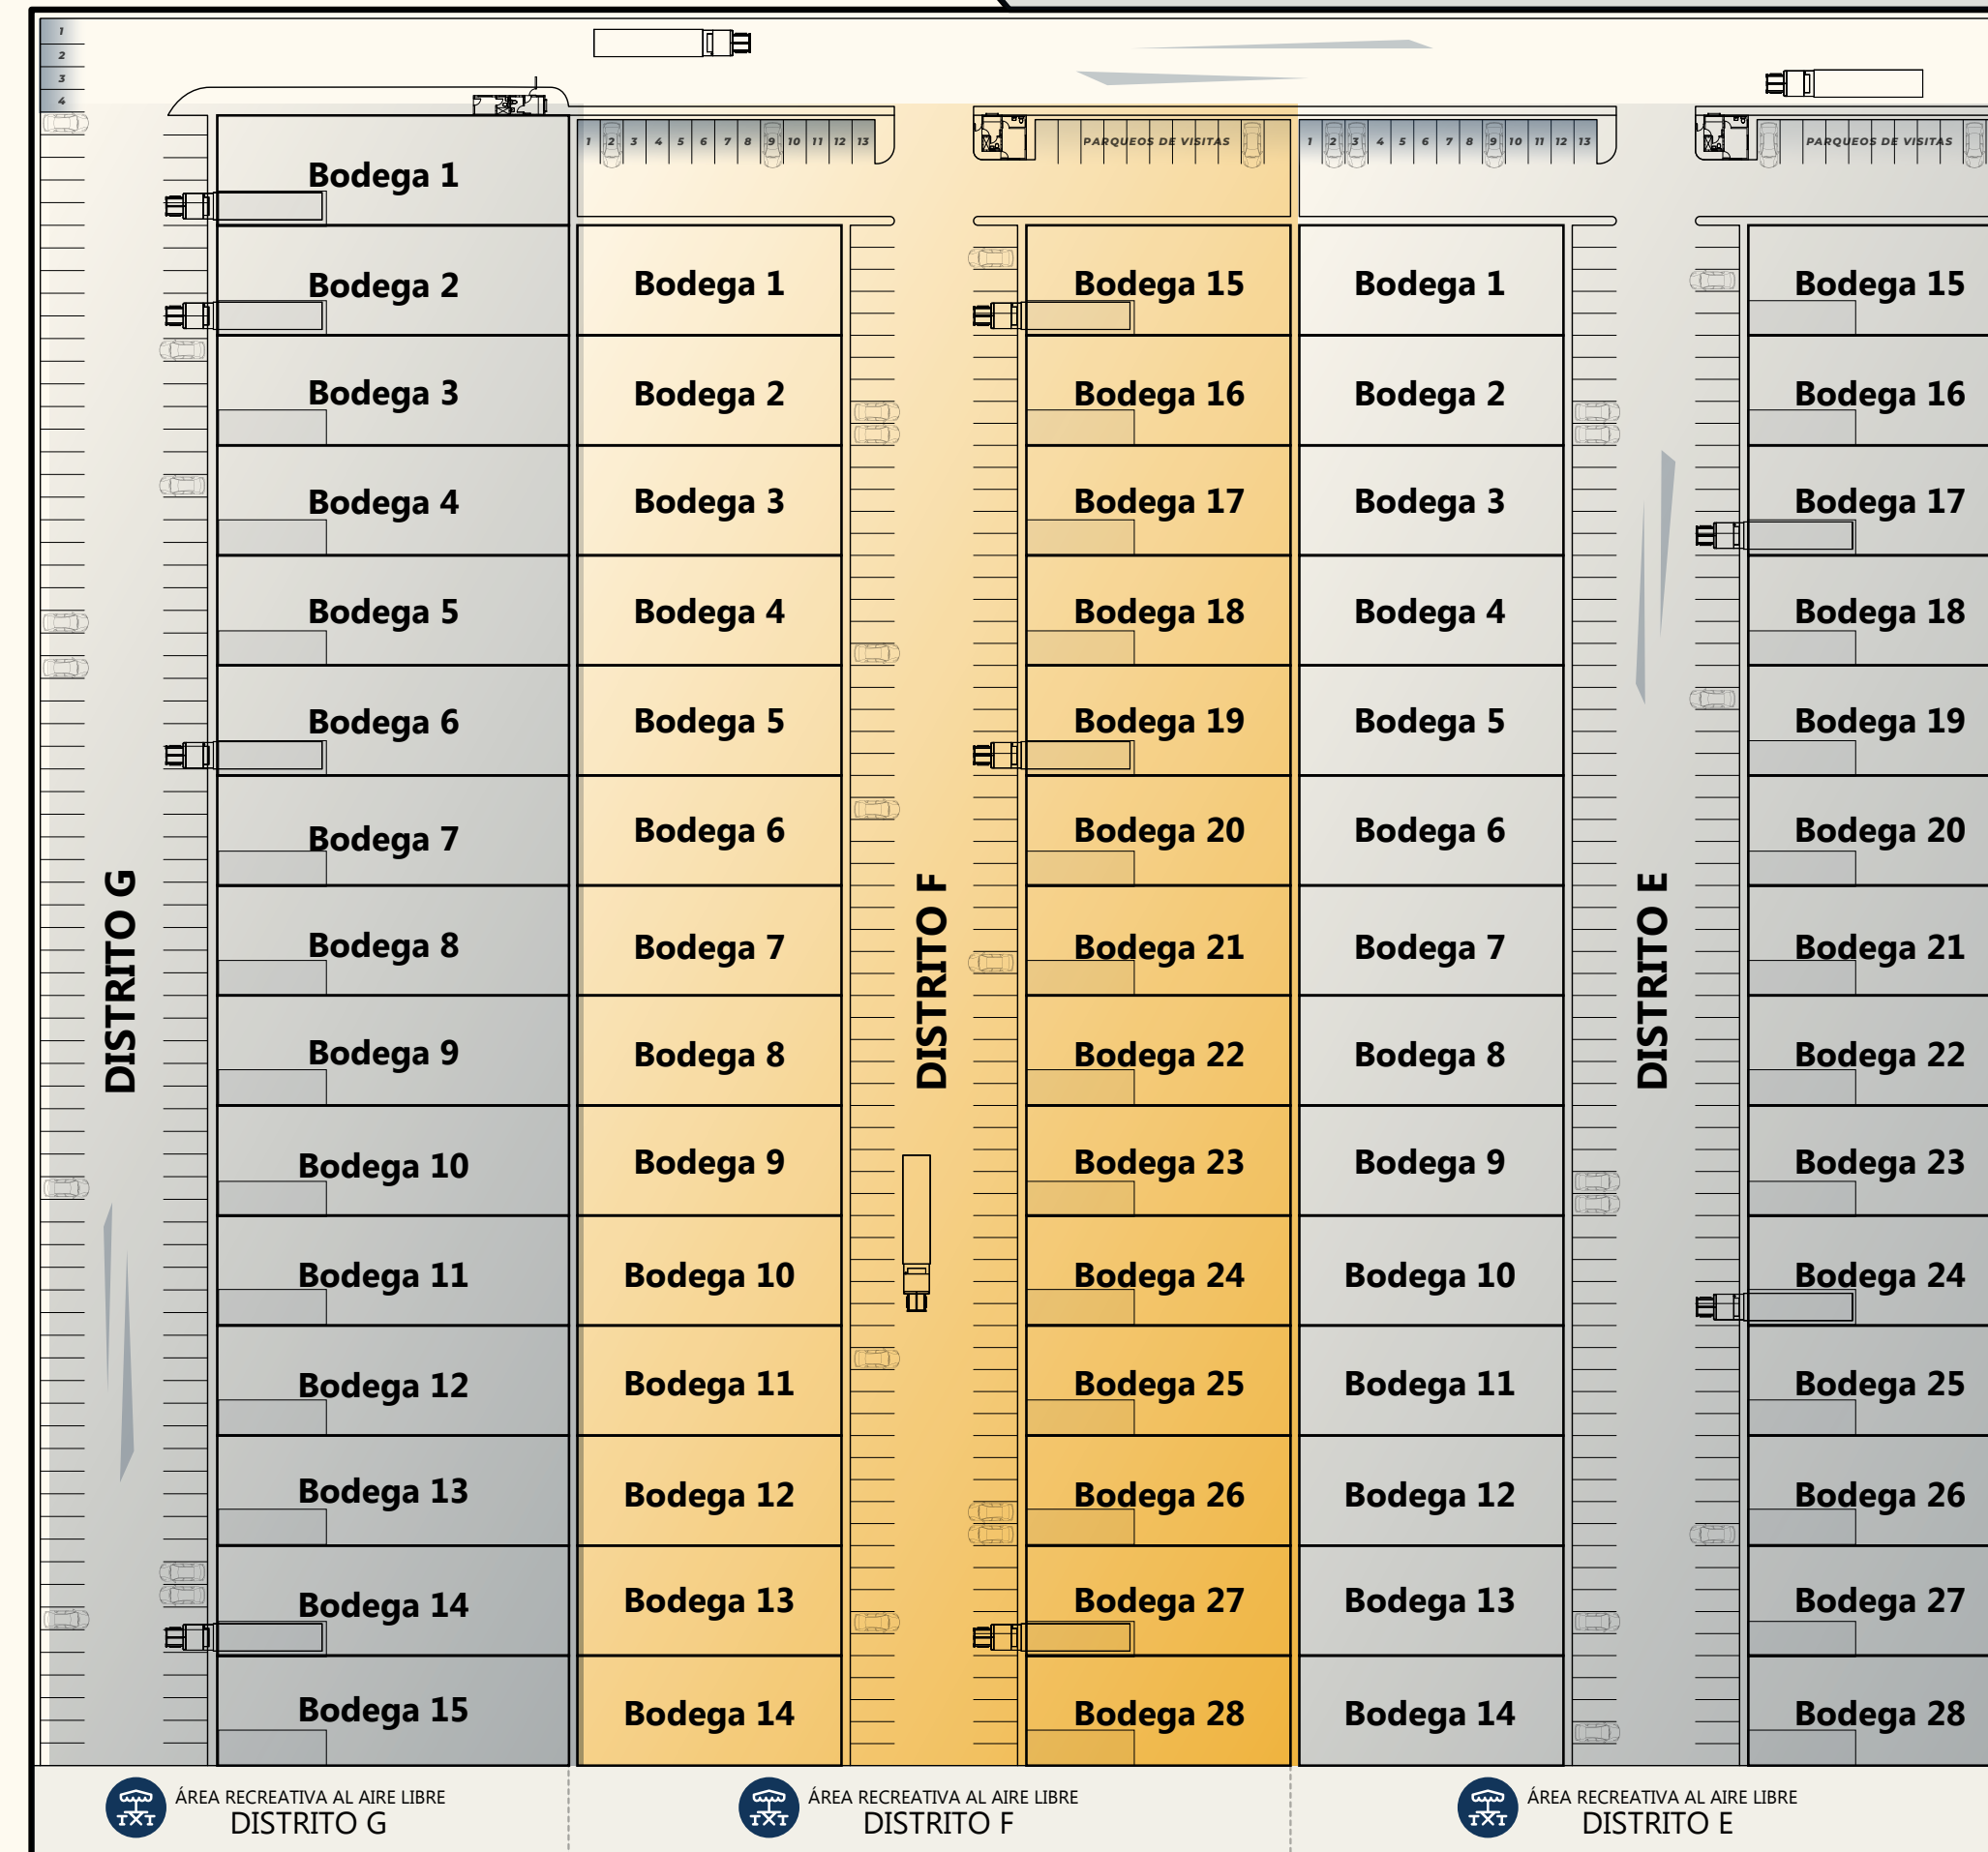 1
2
3
4
1 2 3 4 5 6 7 8 9 10 11 12 13
PARQUEOS DE VISITAS
1 2 3 4 5 6 7 8 9 10 11 12 13
PARQUEOS DE VISITAS
DISTRITO G
Bodega 1
Bodega 2
Bodega 3
Bodega 4
Bodega 5
Bodega 6
Bodega 7
Bodega 8
Bodega 9
Bodega 10
Bodega 11
Bodega 12
Bodega 13
Bodega 14
Bodega 15
Bodega 1
Bodega 2
Bodega 3
Bodega 4
Bodega 5
Bodega 6
Bodega 7
Bodega 8
Bodega 9
Bodega 10
Bodega 11
Bodega 12
Bodega 13
Bodega 14
DISTRITO F
Bodega 15
Bodega 16
Bodega 17
Bodega 18
Bodega 19
Bodega 20
Bodega 21
Bodega 22
Bodega 23
Bodega 24
Bodega 25
Bodega 26
Bodega 27
Bodega 28
Bodega 1
Bodega 2
Bodega 3
Bodega 4
Bodega 5
Bodega 6
Bodega 7
Bodega 8
Bodega 9
Bodega 10
Bodega 11
Bodega 12
Bodega 13
Bodega 14
DISTRITO E
Bodega 15
Bodega 16
Bodega 17
Bodega 18
Bodega 19
Bodega 20
Bodega 21
Bodega 22
Bodega 23
Bodega 24
Bodega 25
Bodega 26
Bodega 27
Bodega 28
ÁREA RECREATIVA AL AIRE LIBRE
DISTRITO G
ÁREA RECREATIVA AL AIRE LIBRE
DISTRITO F
ÁREA RECREATIVA AL AIRE LIBRE
DISTRITO E